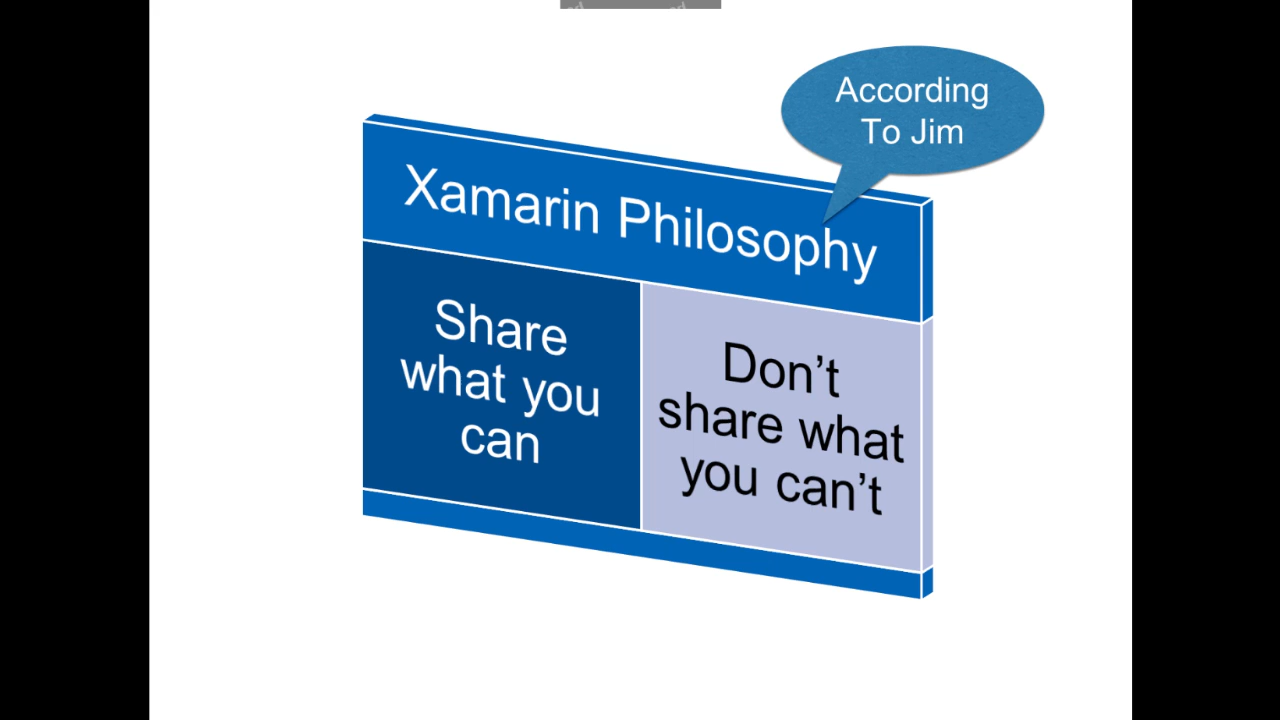 According
To Jim
Xamarin Philosophy
Share
what you
can
Don’t
share what
you can’t